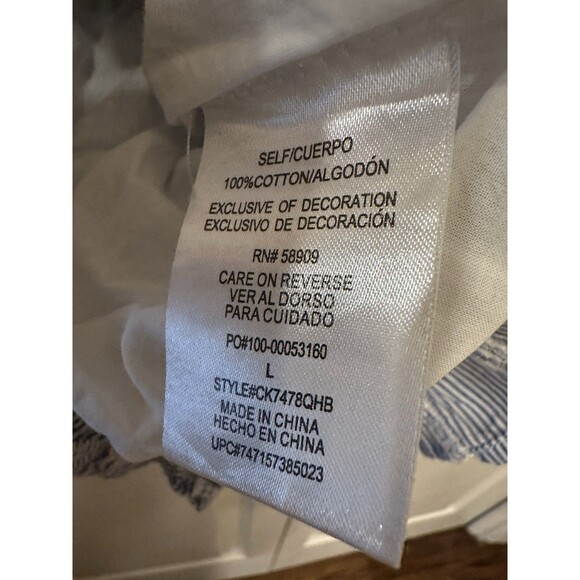 SELF/CUERPO
100%COTTON/ALGODÓN
EXCLUSIVE OF DECORATION
EXCLUSIVO DE DECORACIÓN
RN# 58909
CARE ON REVERSE
VER AL DORSO
PARA CUIDADO
PO#100-00053160
L
STYLE#CK7478QHB
MADE IN CHINA
HECHO EN CHINA
UPC#747157385023